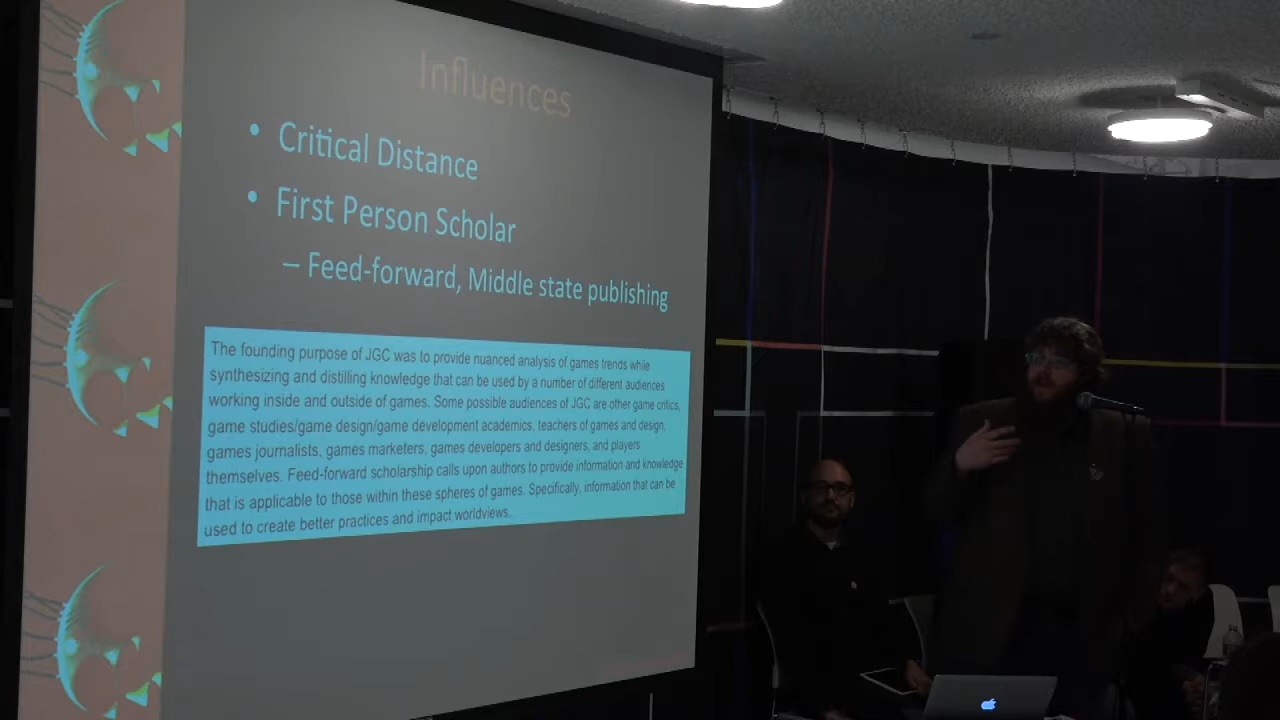 Influences
• Critical Distance
• First Person Scholar
– Feed-forward, Middle state publishing
The founding purpose of JGC was to provide nuanced analysis of games trends while
synthesizing and distilling knowledge that can be used by a number of different audiences
working inside and outside of games. Some possible audiences of JGC are other game critics,
game studies/game design/game development academics, teachers of games and design,
games journalists, games marketers, games developers and designers, and players
themselves. Feed-forward scholarship calls upon authors to provide information and knowledge
that is applicable to those within these spheres of games. Specifically, information that can be
used to create better practices and impact worldviews.